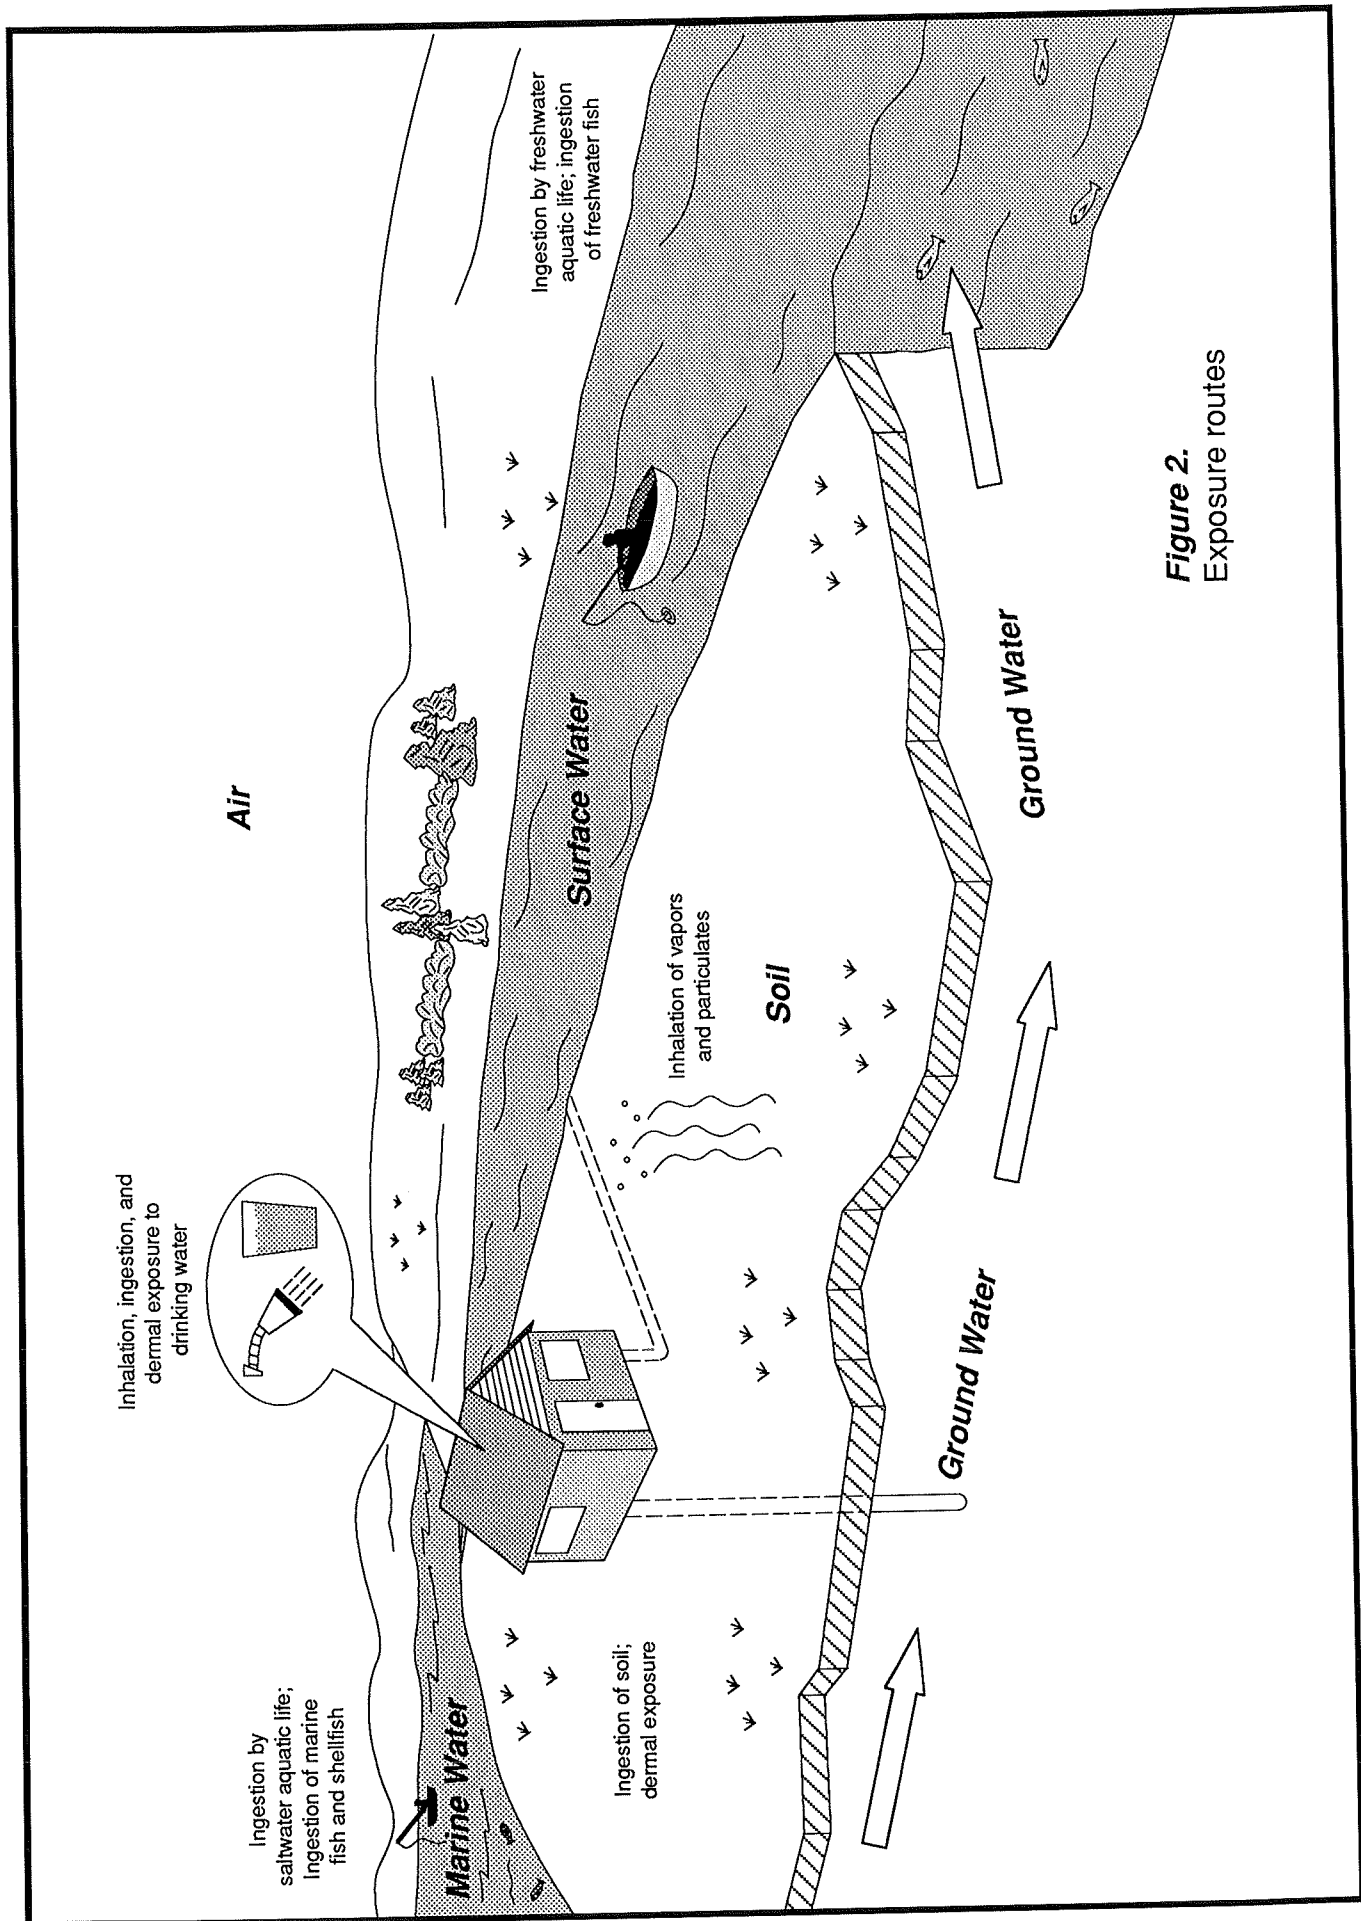 Air
Inhalation, ingestion, and
dermal exposure to
drinking water
Ingestion by
saltwater aquatic life;
Ingestion of marine
fish and shellfish
Marine Water
Ingestion by freshwater
aquatic life; ingestion
of freshwater fish
Surface Water
Ingestion of soil;
dermal exposure
Inhalation of vapors
and particulates
Soil
Ground Water
Ground Water
Figure 2.
Exposure routes